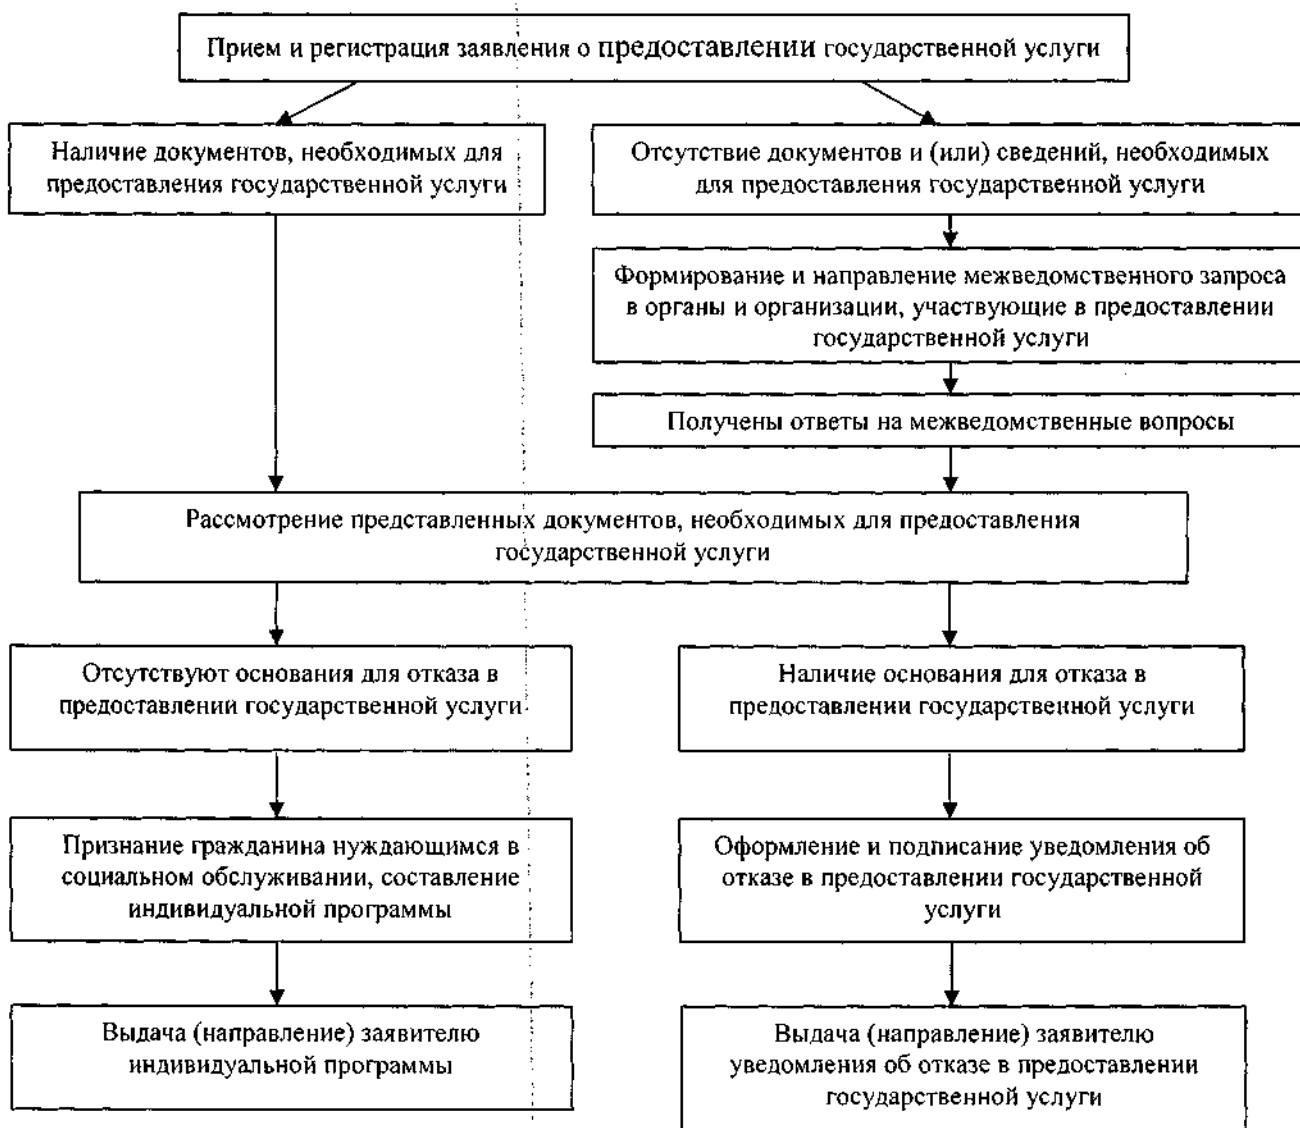 Прием и регистрация заявления о предоставлении государственной услуги
Наличие документов, необходимых для
предоставления государственной услуги
Отсутствие документов и (или) сведений, необходимых
для предоставления государственной услуги
Формирование и направление межведомственного запроса
в органы и организации, участвующие в предоставлении
государственной услуги
Получены ответы на межведомственные вопросы
Рассмотрение представленных документов, необходимых для предоставления
государственной услуги
Отсутствуют основания для отказа в
предоставлении государственной услуги
Наличие основания для отказа в
предоставлении государственной услуги
Признание гражданина нуждающимся в
социальном обслуживании, составление
индивидуальной программы
Оформление и подписание уведомления об
отказе в предоставлении государственной
услуги
Выдача (направление) заявителю
индивидуальной программы
Выдача (направление) заявителю
уведомления об отказе в предоставлении
государственной услуги